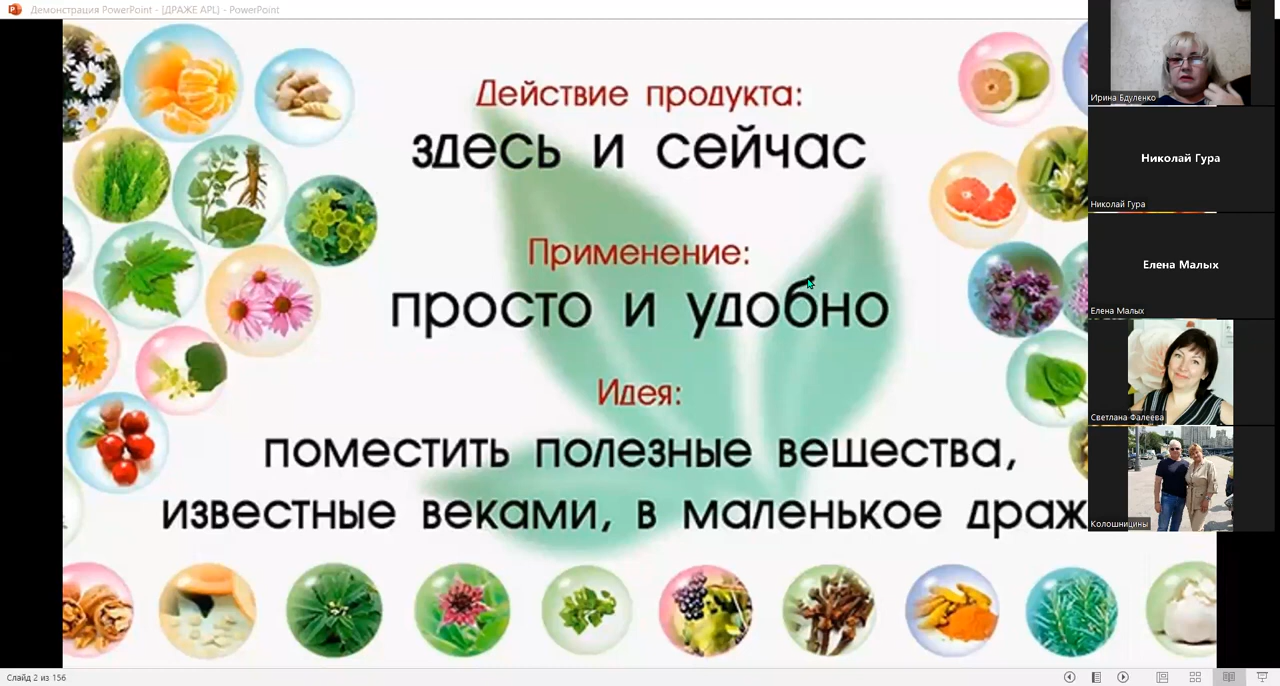 Демонстрация PowerPoint - [ДРАЖЕ APL] - PowerPoint
Действие продукта:
здесь и сейчас
Применение:
просто и удобно
Идея:
поместить полезные вещества,
известные веками, в маленькое драж
Ирина Бдуленко
Николай Гура
Николай Гура
Елена Малых
Елена Малых
Светлана Фалеева
Колошницины
Слайд 2 из 156